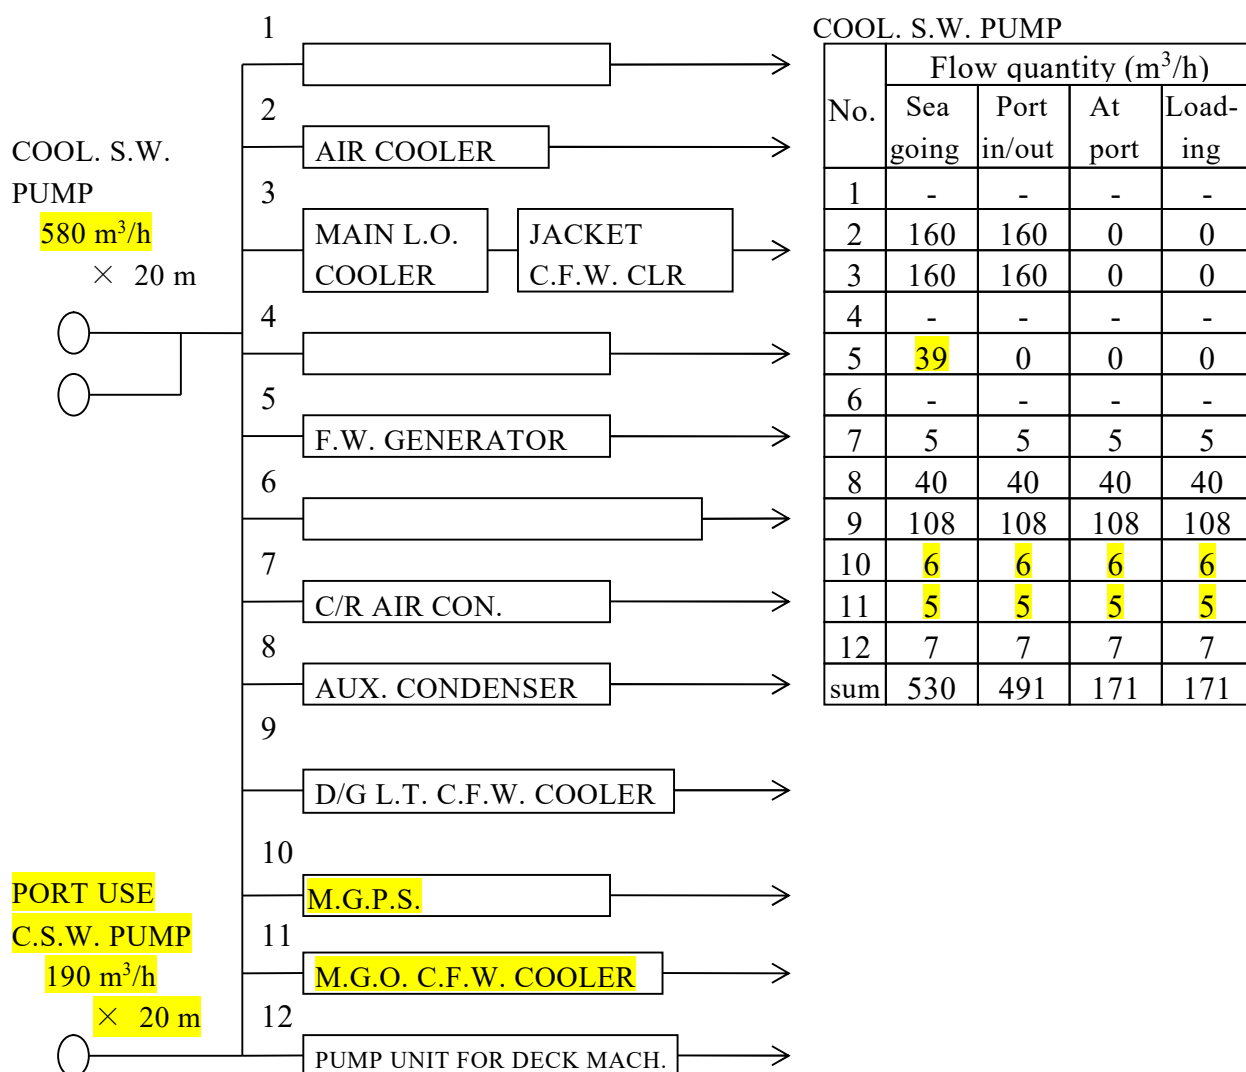 1
2
AIR COOLER
COOL. S.W.
PUMP
580 m³/h
× 20 m
3
MAIN L.O.
COOLER
JACKET
C.F.W. CLR
4
5
F.W. GENERATOR
6
7
C/R AIR CON.
8
AUX. CONDENSER
9
D/G L.T. C.F.W. COOLER
10
M.G.P.S.
PORT USE
C.S.W. PUMP
190 m³/h
× 20 m
11
M.G.O. C.F.W. COOLER
12
PUMP UNIT FOR DECK MACH.
COOL. S.W. PUMP
No. Flow quantity (m³/h)
Sea going Port in/out At port Load-ing
1 - - - -
2 160 160 0 0
3 160 160 0 0
4 - - - -
5 39 0 0 0
6 - - - -
7 5 5 5 5
8 40 40 40 40
9 108 108 108 108
10 6 6 6 6
11 5 5 5 5
12 7 7 7 7
sum 530 491 171 171